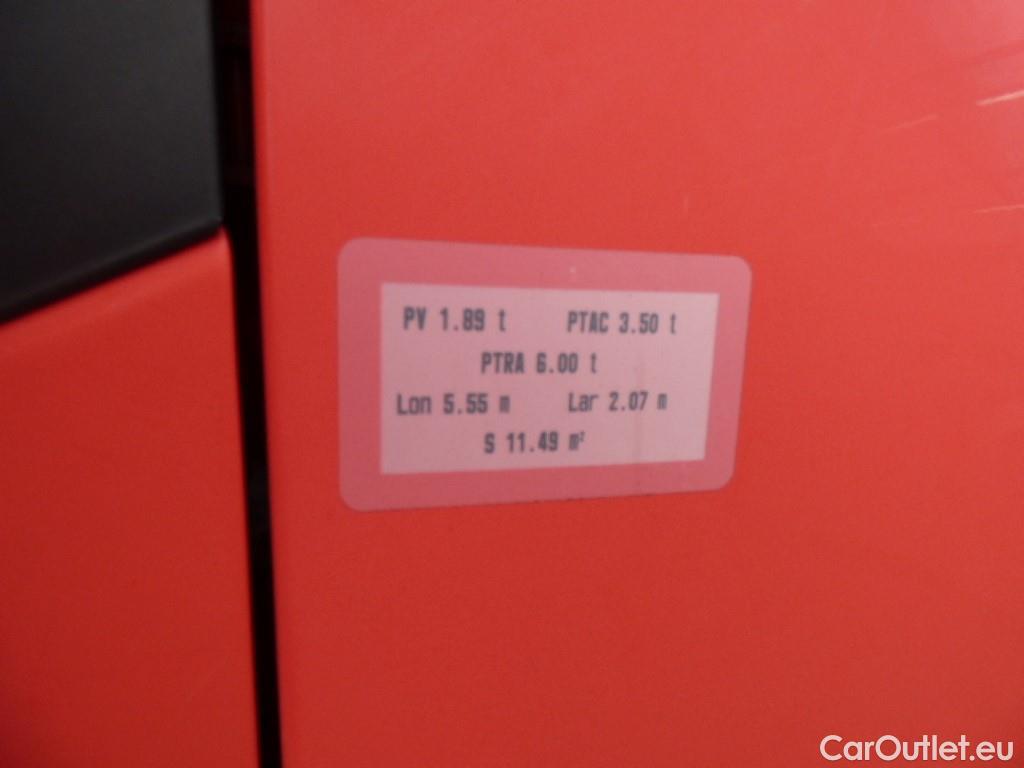 PV 1.89 t PTAC 3.50 t
PTRA 6.00 t
Lon 5.55 m Lar 2.07 m
S 11.49 m²
CarOutlet.eu